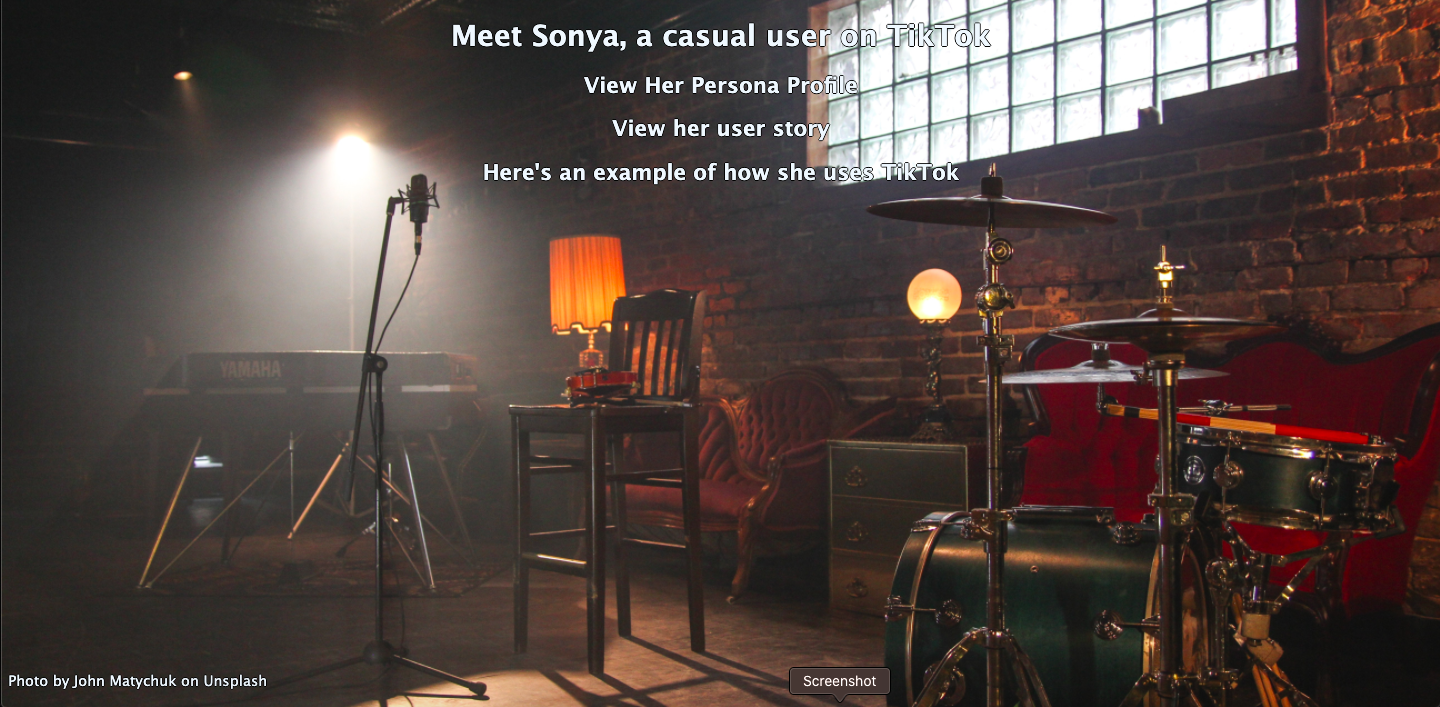 Meet Sonya, a casual user on TikTok
View Her Persona Profile
View her user story
Here's an example of how she uses TikTok
YAMAHA
Photo by John Matychuk on Unsplash
Screenshot